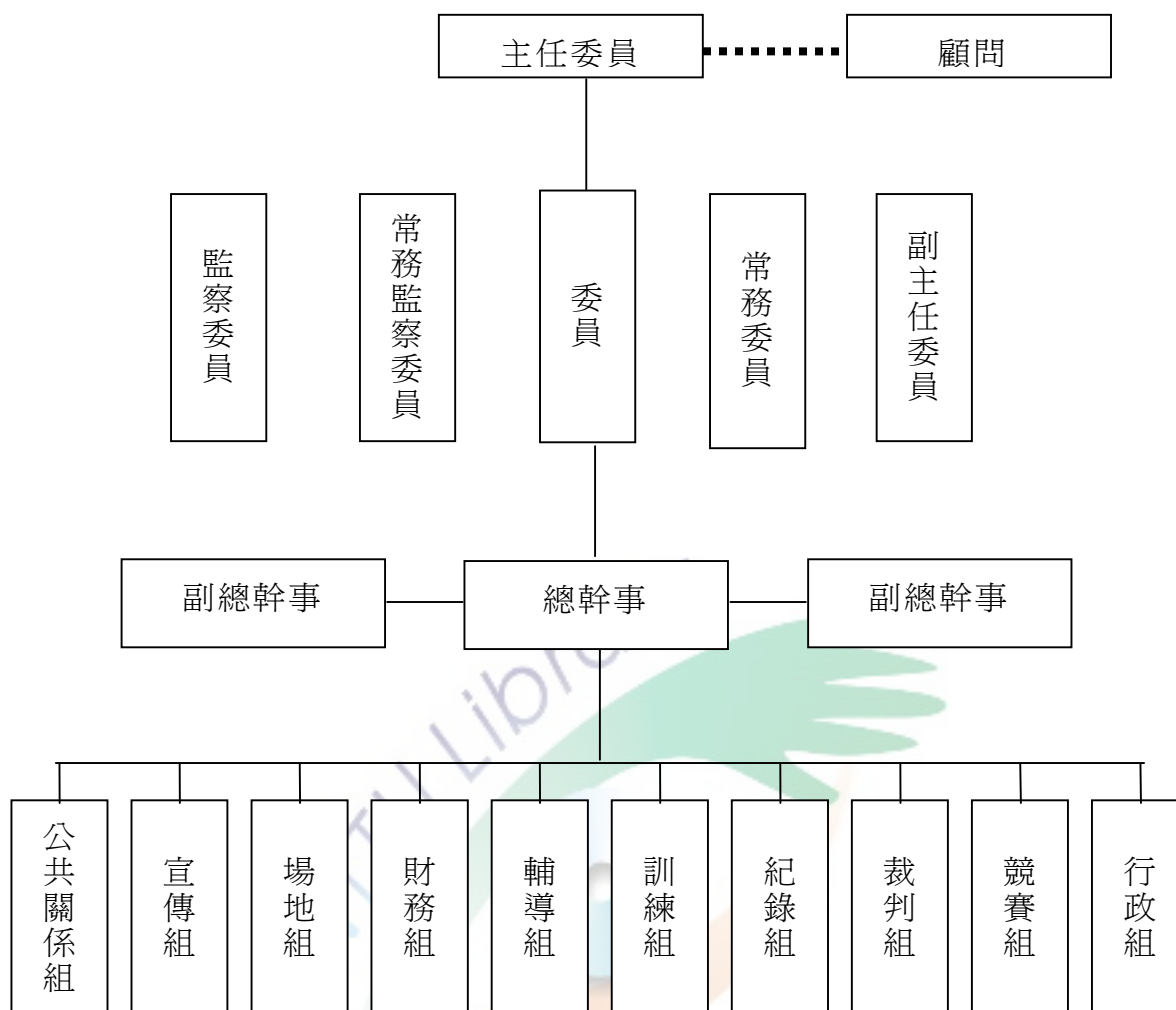 主任委員
顧問
監察委員
常務監察委員
委員
常務委員
副主任委員
副總幹事
總幹事
副總幹事
公共關係組
宣傳組
場地組
財務組
輔導組
訓練組
紀錄組
裁判組
競賽組
行政組